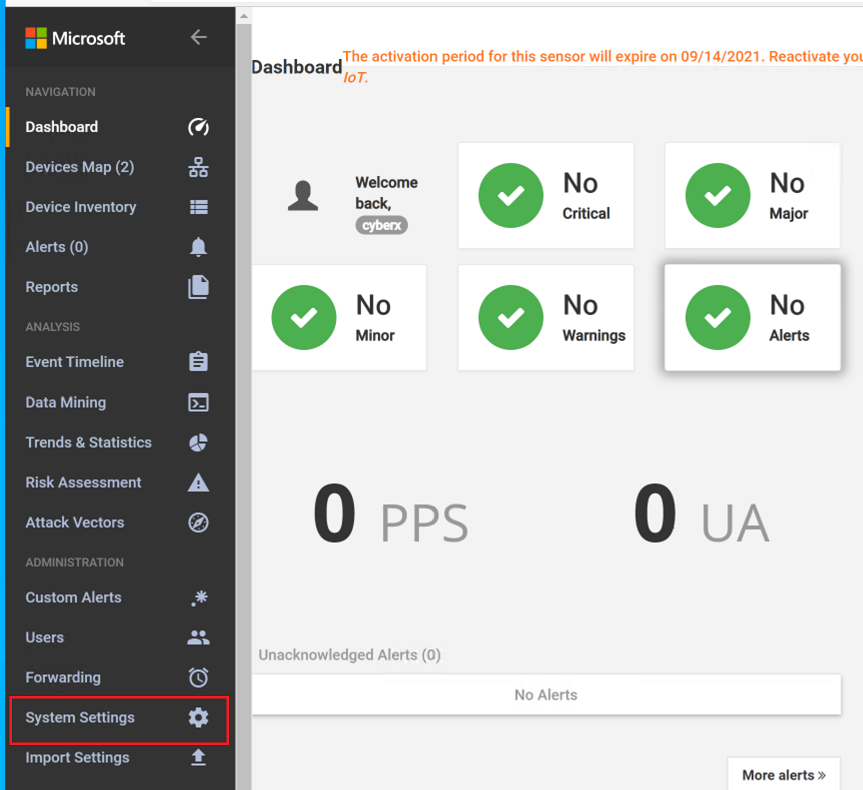 Microsoft
NAVIGATION
Dashboard
Devices Map (2)
Device Inventory
Alerts (0)
Reports
ANALYSIS
Event Timeline
Data Mining
Trends & Statistics
Risk Assessment
Attack Vectors
ADMINISTRATION
Custom Alerts
Users
Forwarding
System Settings
Import Settings
Dashboard
The activation period for this sensor will expire on 09/14/2021. Reactivate you
IoT.
Welcome
back,
cyberx
No
Critical
No
Major
No
Minor
No
Warnings
No
Alerts
0 PPS
0 UA
Unacknowledged Alerts (0)
No Alerts
More alerts »